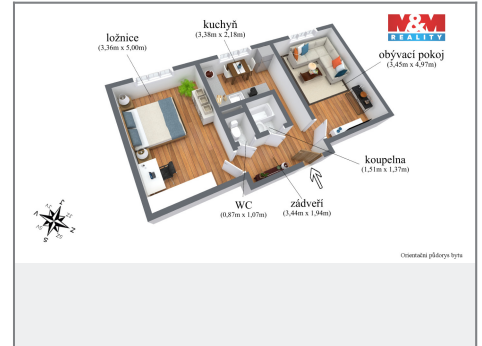 M&M
REALITY
kuchyň
(3,38m x 2,18m)
ložnice
(3,36m x 5,00m)
obývací pokoj
(3,45m x 4,97m)
koupelna
(1,51m x 1,37m)
WC
(0,87m x 1,07m)
zádveří
(3,44m x 1,94m)
J
V
Z
S
Orientační půdorys bytu